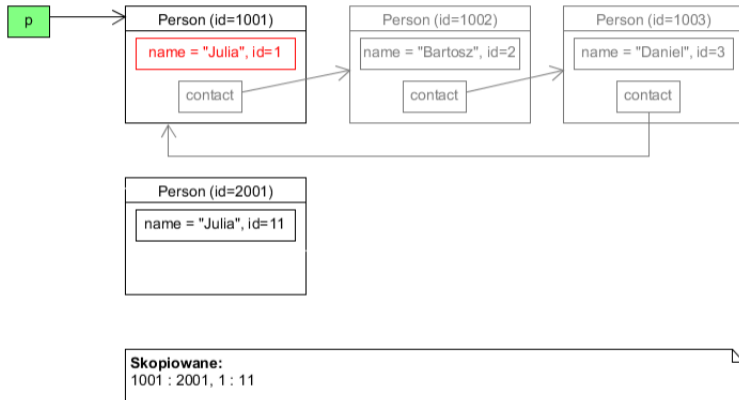 p
Person (id=1001)
name = "Julia", id=1
contact
Person (id=1002)
name = "Bartosz", id=2
contact
Person (id=1003)
name = "Daniel", id=3
contact
Person (id=2001)
name = "Julia", id=11
Skopiowane:
1001 : 2001, 1 : 11